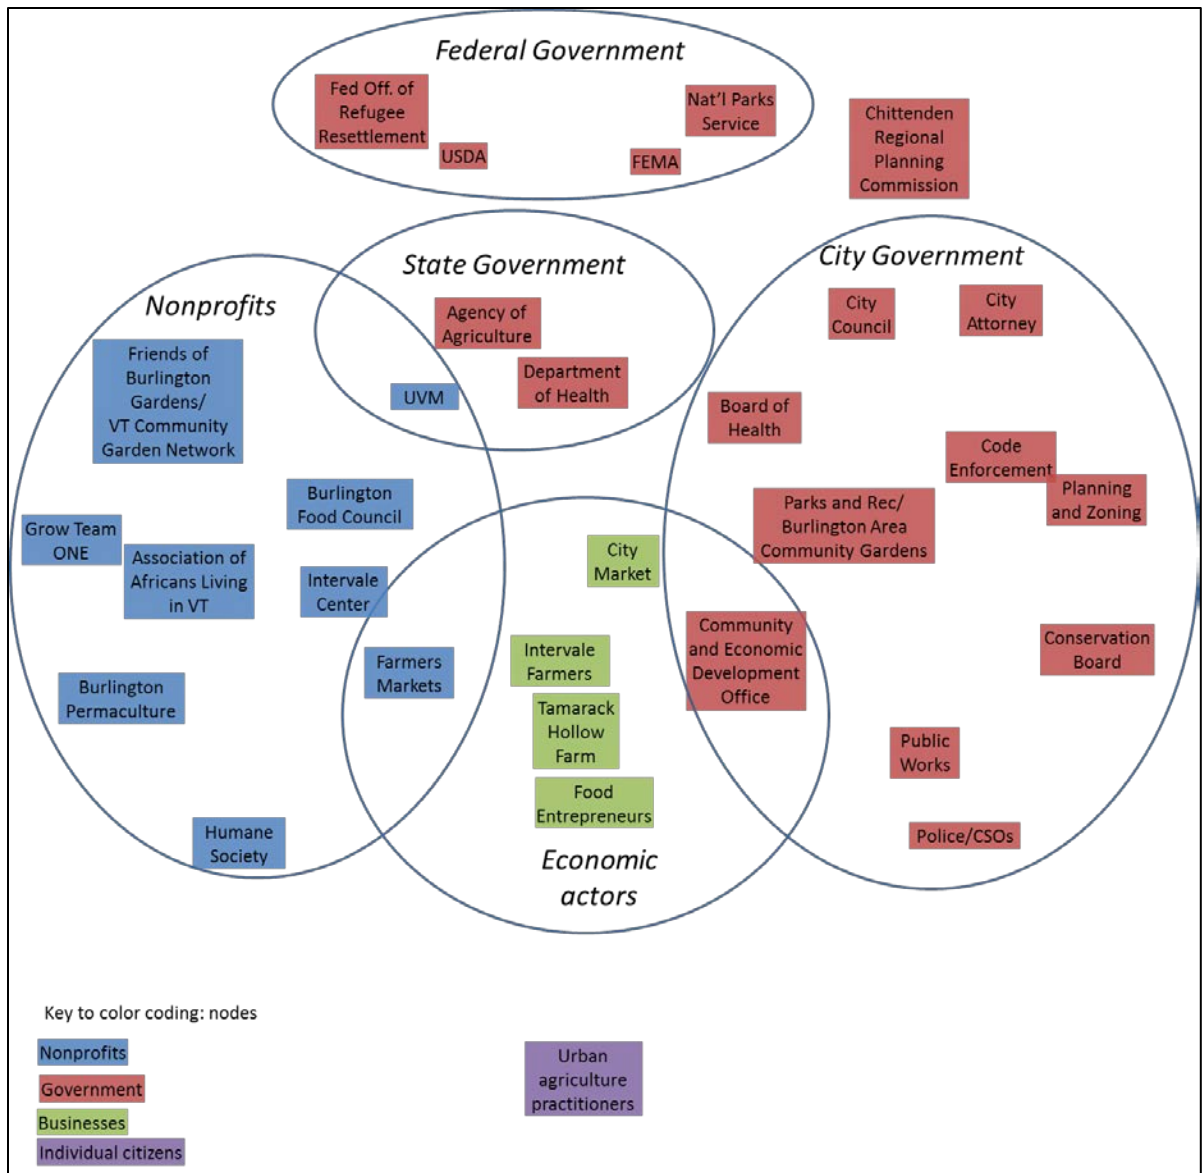 Federal Government
Fed Off. of
Refugee
Resettlement
USDA
FEMA
Nat’l Parks
Service
Chittenden
Regional
Planning
Commission
State Government
Agency of
Agriculture
Department
of Health
UVM
Nonprofits
Friends of
Burlington
Gardens/
VT Community
Garden Network
Burlington
Food Council
Grow Team
ONE
Association of
Africans Living
in VT
Intervale
Center
Farmers
Markets
Burlington
Permaculture
Humane
Society
City Government
City
Council
City
Attorney
Board of
Health
Code
Enforcement
Planning
and Zoning
Parks and Rec/
Burlington Area
Community Gardens
Community
and Economic
Development
Office
Conservation
Board
Public
Works
Police/CSOs
City
Market
Intervale
Farmers
Tamarack
Hollow
Farm
Food
Entrepreneurs
Economic
actors
Key to color coding: nodes
Nonprofits
Government
Businesses
Individual citizens
Urban
agriculture
practitioners